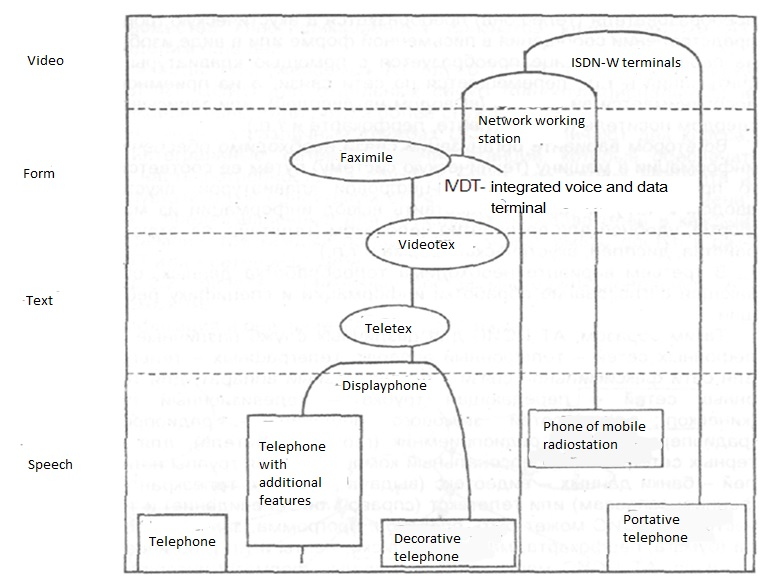 Video
ISDN-W terminals
Network working
station
Faximile
Form
IVDT- integrated voice and data
terminal
Videotex
Text
Teletex
Displayphone
Telephone
with
additional
features
Phone of mobile
radiostation
Speech
Telephone
Decorative
telephone
Portative
telephone